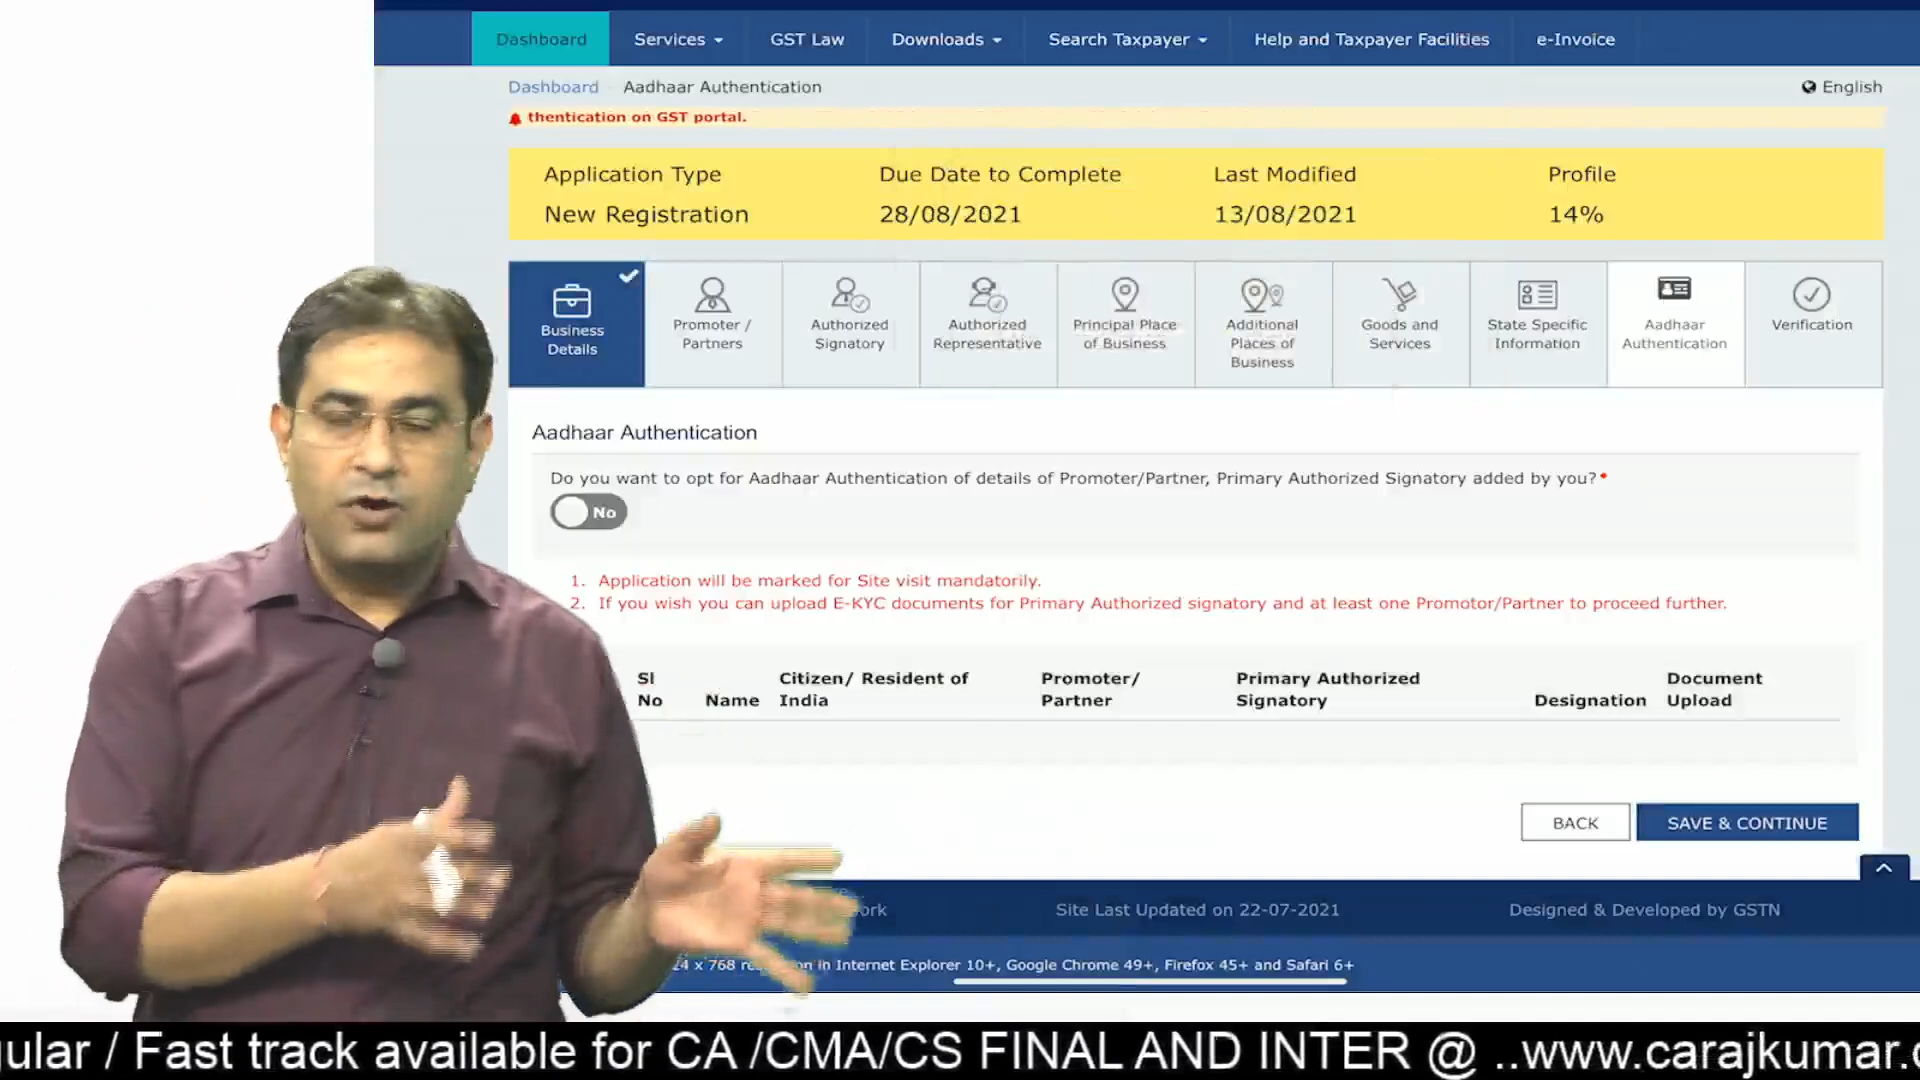 Dashboard Services GST Law Downloads Search Taxpayer Help and Taxpayer Facilities e-Invoice
Dashboard Aadhaar Authentication English
thentication on GST portal.
Application Type Due Date to Complete Last Modified Profile
New Registration 28/08/2021 13/08/2021 14%
Business Details
Promoter / Partners
Authorized Signatory
Authorized Representative
Principal Place of Business
Additional Places of Business
Goods and Services
State Specific Information
Aadhaar Authentication
Verification
Aadhaar Authentication
Do you want to opt for Aadhaar Authentication of details of Promoter/Partner, Primary Authorized Signatory added by you?*
No
1. Application will be marked for Site visit mandatorily.
2. If you wish you can upload E-KYC documents for Primary Authorized signatory and at least one Promotor/Partner to proceed further.
Sl No Name Citizen/ Resident of India Promoter/ Partner Primary Authorized Signatory Designation Document Upload
BACK SAVE & CONTINUE
Site Last Updated on 22-07-2021 Designed & Developed by GSTN
x 768 in Internet Explorer 10+, Google Chrome 49+, Firefox 45+ and Safari 6+
gular / Fast track available for CA /CMA/CS FINAL AND INTER @ ..www.carajkumar.c